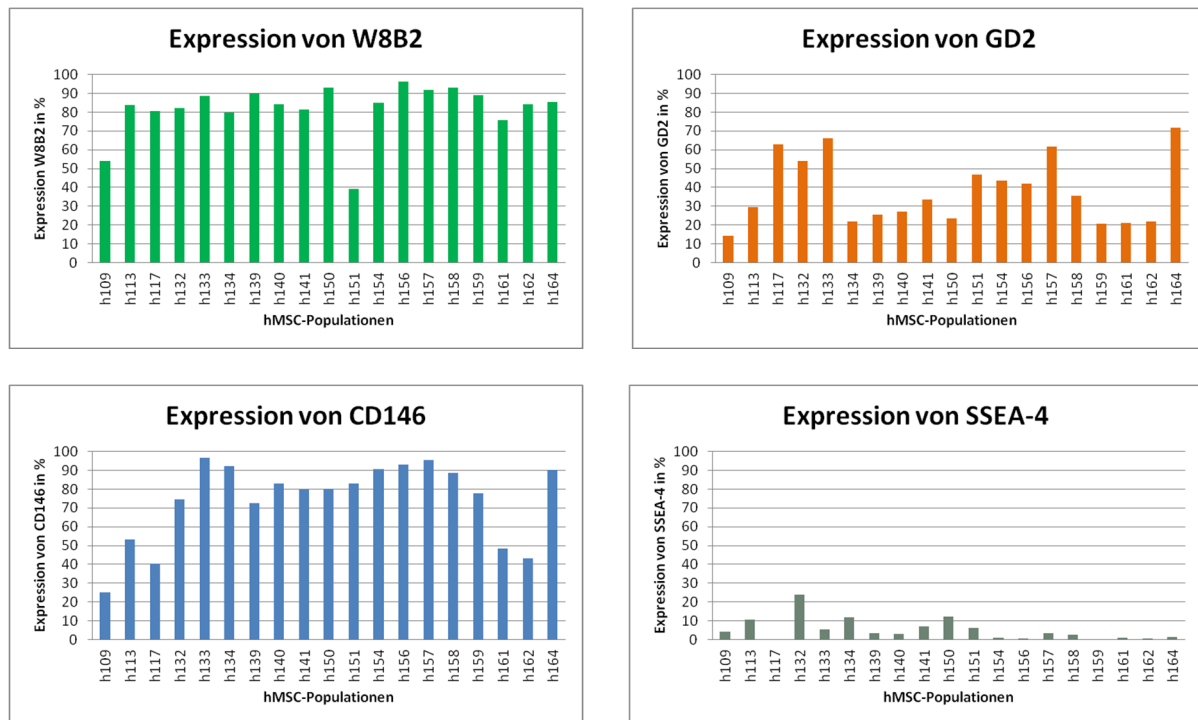 Expression von W8B2
Expression W8B2 in %
100
90
80
70
60
50
40
30
20
10
0
h109 h113 h117 h132 h133 h134 h139 h140 h141 h150 h151 h154 h156 h157 h158 h159 h161 h162 h164
hMSC-Populationen
Expression von GD2
Expression von GD2 in %
100
90
80
70
60
50
40
30
20
10
0
h109 h113 h117 h132 h133 h134 h139 h140 h141 h150 h151 h154 h156 h157 h158 h159 h161 h162 h164
hMSC-Populationen
Expression von CD146
Expression von CD146 in %
100
90
80
70
60
50
40
30
20
10
0
h109 h113 h117 h132 h133 h134 h139 h140 h141 h150 h151 h154 h156 h157 h158 h159 h161 h162 h164
hMSC-Populationen
Expression von SSEA-4
Expression von SSEA-4 in %
100
90
80
70
60
50
40
30
20
10
0
h109 h113 h117 h132 h133 h134 h139 h140 h141 h150 h151 h154 h156 h157 h158 h159 h161 h162 h164
hMSC-Populationen